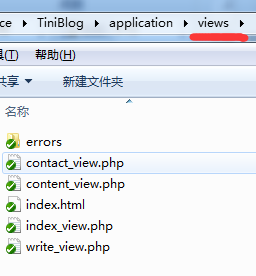 ce ▸ TiniBlog ▸ application ▸ views ▸
具(T) 帮助(H)
共享 ▾ 新建文件夹
名称
errors
contact_view.php
content_view.php
index.html
index_view.php
write_view.php